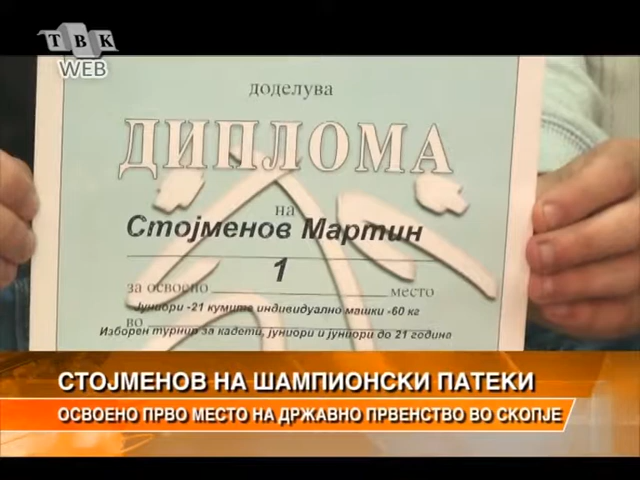 ТВК
WEB
доделува
ДИПЛОМА
на
Стојменов Мартин
1
за освоено место
Јуниори -21 кумите индивидуално машки -60 кг
во
Изборен турнир за кадети, јуниори и јуниори до 21 година
СТОЈМЕНОВ НА ШАМПИОНСКИ ПАТЕКИ
ОСВОЕНО ПРВО МЕСТО НА ДРЖАВНО ПРВЕНСТВО ВО СКОПЈЕ